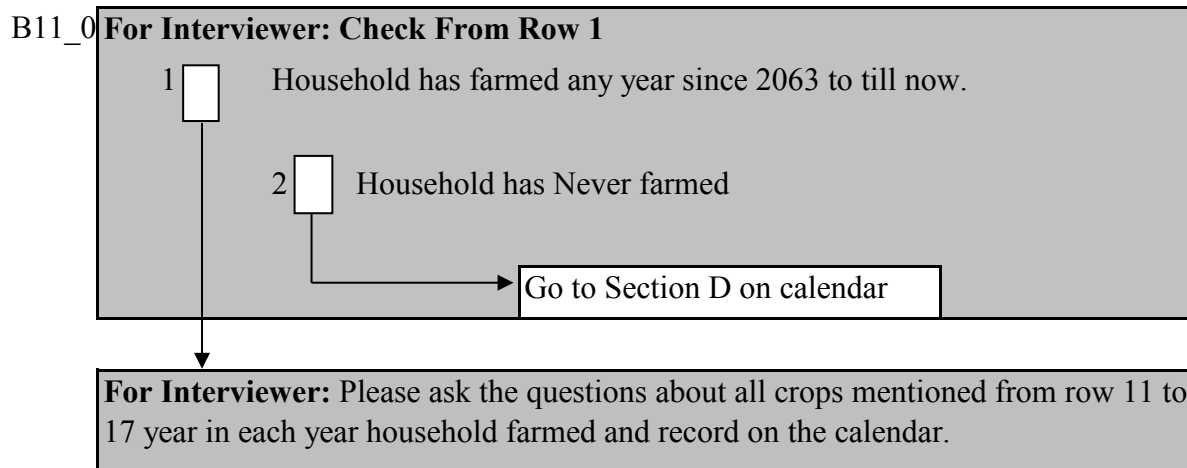 B11_0 For Interviewer: Check From Row 1
1 Household has farmed any year since 2063 to till now.
2 Household has Never farmed
Go to Section D on calendar
For Interviewer: Please ask the questions about all crops mentioned from row 11 to
17 year in each year household farmed and record on the calendar.